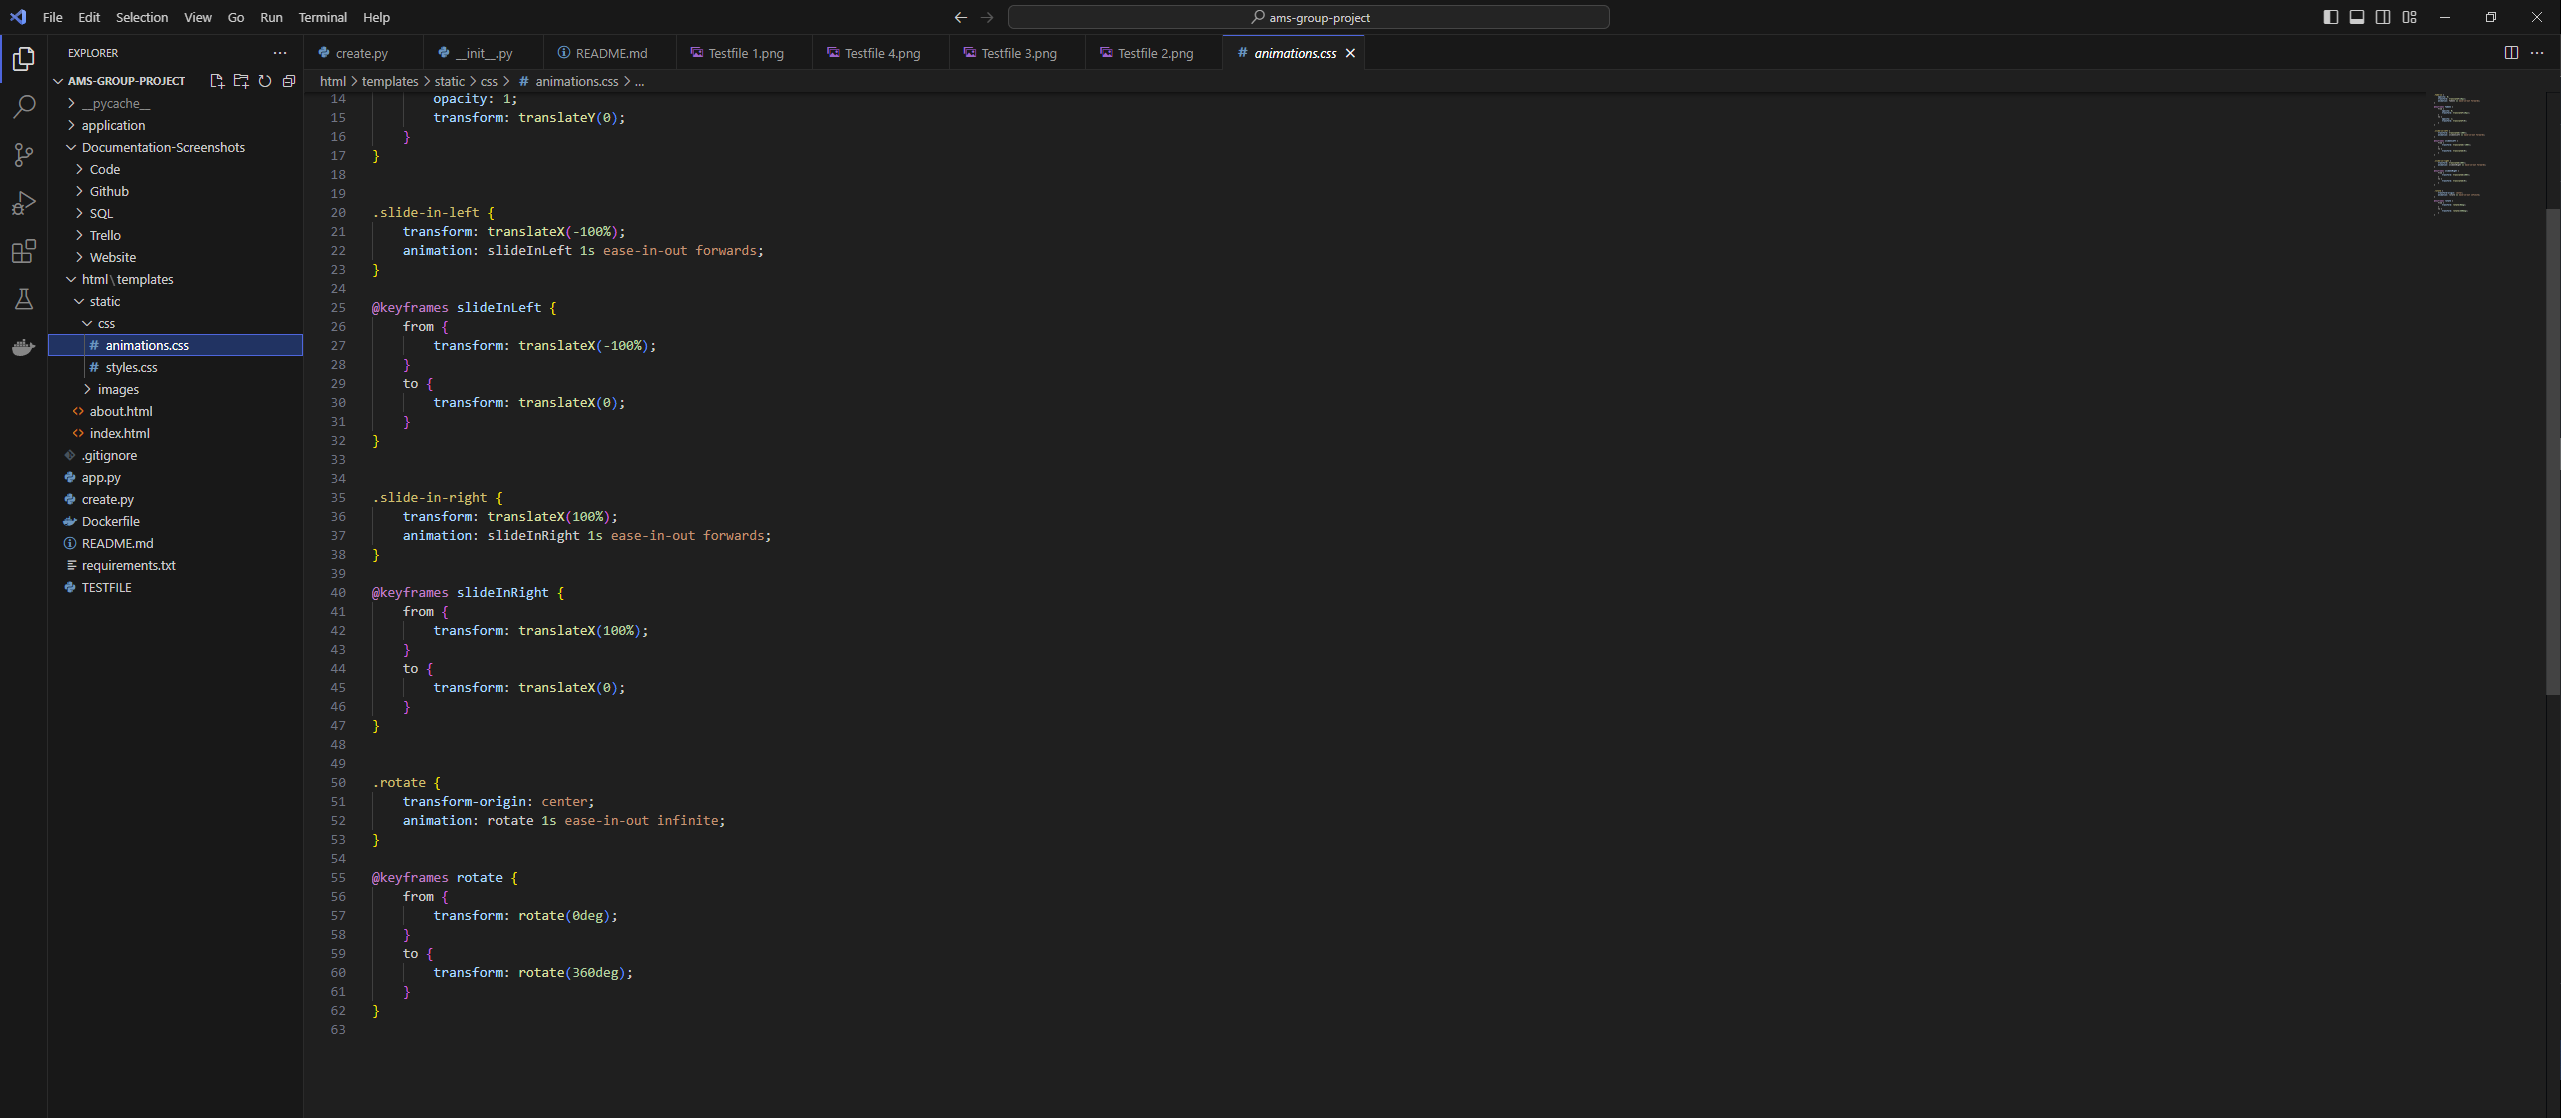 File Edit Selection View Go Run Terminal Help
ams-group-project
EXPLORER
AMS-GROUP-PROJECT
__pycache__
application
Documentation-Screenshots
Code
Github
SQL
Trello
Website
html\templates
static
css
# animations.css
# styles.css
images
<> about.html
<> index.html
.gitignore
app.py
create.py
Dockerfile
README.md
requirements.txt
TESTFILE
create.py __init__.py README.md Testfile 1.png Testfile 4.png Testfile 3.png Testfile 2.png # animations.css
html > templates > static > css > # animations.css > ...
14 opacity: 1;
15 transform: translateY(0);
16 }
17 }
18
19
20 .slide-in-left {
21 transform: translateX(-100%);
22 animation: slideInLeft 1s ease-in-out forwards;
23 }
24
25 @keyframes slideInLeft {
26 from {
27 transform: translateX(-100%);
28 }
29 to {
30 transform: translateX(0);
31 }
32 }
33
34
35 .slide-in-right {
36 transform: translateX(100%);
37 animation: slideInRight 1s ease-in-out forwards;
38 }
39
40 @keyframes slideInRight {
41 from {
42 transform: translateX(100%);
43 }
44 to {
45 transform: translateX(0);
46 }
47 }
48
49
50 .rotate {
51 transform-origin: center;
52 animation: rotate 1s ease-in-out infinite;
53 }
54
55 @keyframes rotate {
56 from {
57 transform: rotate(0deg);
58 }
59 to {
60 transform: rotate(360deg);
61 }
62 }
63